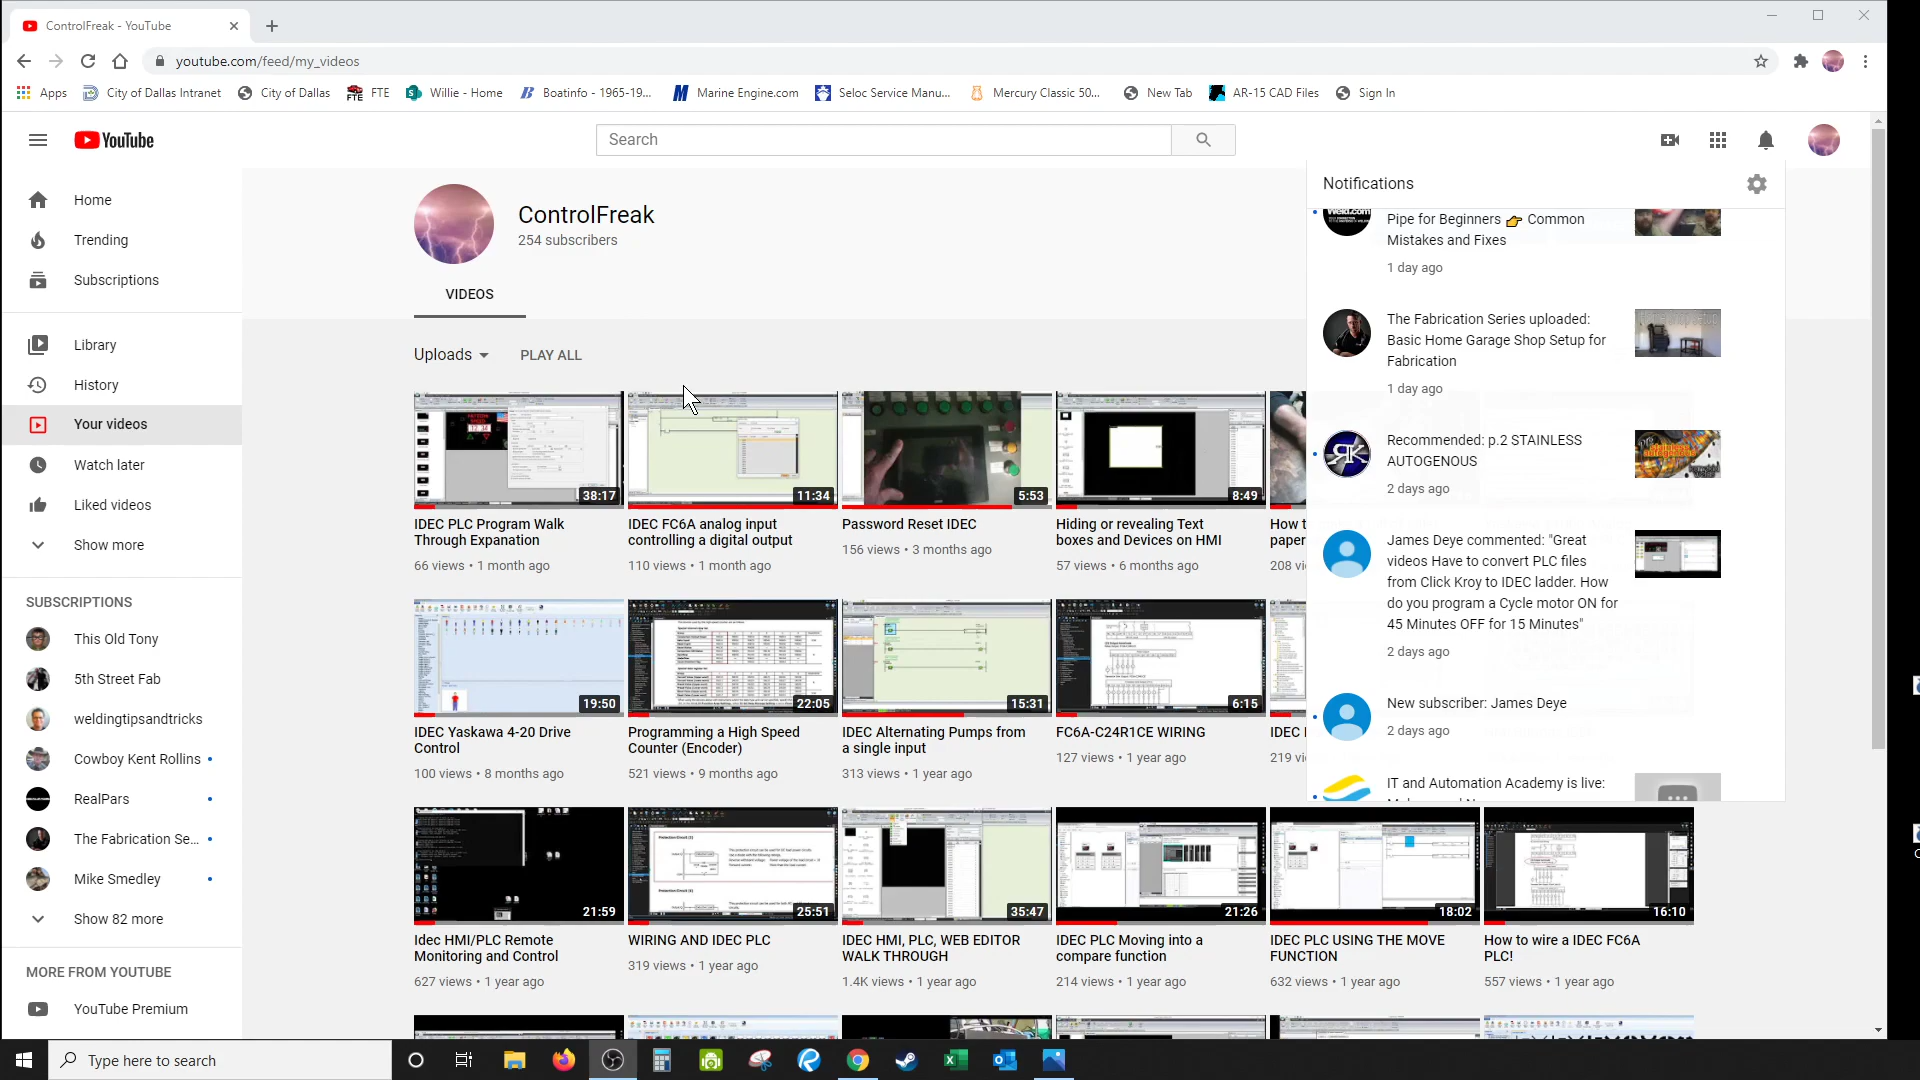 ControlFreak - YouTube
youtube.com/feed/my_videos
Apps
City of Dallas Intranet
City of Dallas
FTE
Willie - Home
Boatinfo - 1965-19...
Marine Engine.com
Seloc Service Manu...
Mercury Classic 50...
New Tab
AR-15 CAD Files
Sign In
YouTube
Search
Home
Trending
Subscriptions
Library
History
Your videos
Watch later
Liked videos
Show more
SUBSCRIPTIONS
This Old Tony
5th Street Fab
weldingtipsandtricks
Cowboy Kent Rollins
RealPars
The Fabrication Se...
Mike Smedley
Show 82 more
MORE FROM YOUTUBE
YouTube Premium
ControlFreak
254 subscribers
VIDEOS
Uploads
PLAY ALL
38:17
IDEC PLC Program Walk
Through Expanation
66 views • 1 month ago
11:34
IDEC FC6A analog input
controlling a digital output
110 views • 1 month ago
5:53
Password Reset IDEC
156 views • 3 months ago
8:49
Hiding or revealing Text
boxes and Devices on HMI
57 views • 6 months ago
How t
paper
208 vi
19:50
IDEC Yaskawa 4-20 Drive
Control
100 views • 8 months ago
22:05
Programming a High Speed
Counter (Encoder)
521 views • 9 months ago
15:31
IDEC Alternating Pumps from
a single input
313 views • 1 year ago
6:15
FC6A-C24R1CE WIRING
127 views • 1 year ago
IDEC
219 vi
21:59
Idec HMI/PLC Remote
Monitoring and Control
627 views • 1 year ago
25:51
WIRING AND IDEC PLC
319 views • 1 year ago
35:47
IDEC HMI, PLC, WEB EDITOR
WALK THROUGH
1.4K views • 1 year ago
21:26
IDEC PLC Moving into a
compare function
214 views • 1 year ago
18:02
IDEC PLC USING THE MOVE
FUNCTION
632 views • 1 year ago
16:10
How to wire a IDEC FC6A
PLC!
557 views • 1 year ago
Notifications
Pipe for Beginners 👉 Common
Mistakes and Fixes
1 day ago
The Fabrication Series uploaded:
Basic Home Garage Shop Setup for
Fabrication
1 day ago
Recommended: p.2 STAINLESS
AUTOGENOUS
2 days ago
James Deye commented: "Great
videos Have to convert PLC files
from Click Kroy to IDEC ladder. How
do you program a Cycle motor ON for
45 Minutes OFF for 15 Minutes"
2 days ago
New subscriber: James Deye
2 days ago
IT and Automation Academy is live:
Type here to search